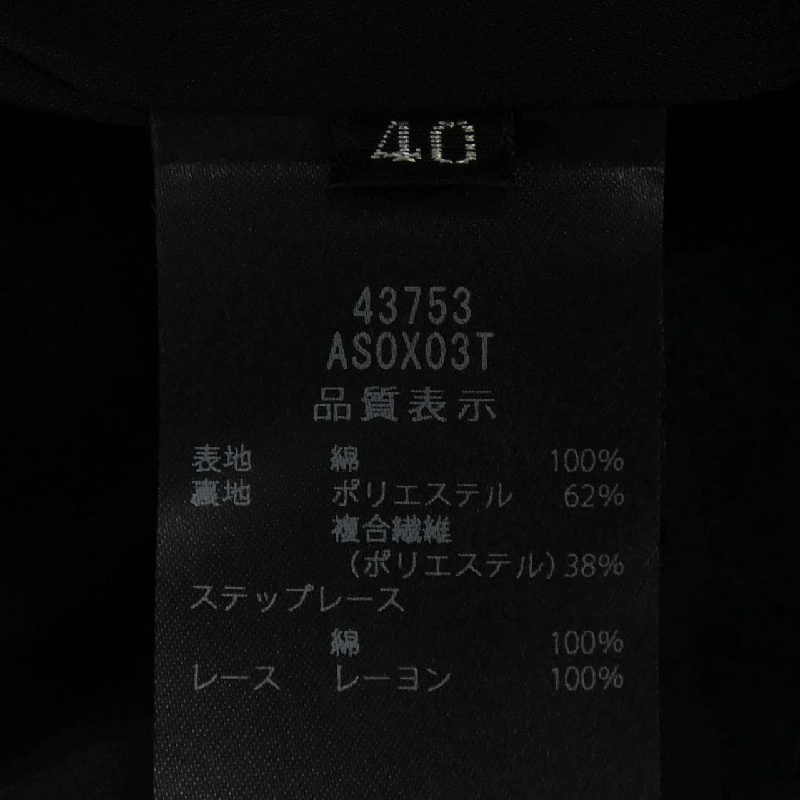 40
43753
ASOX03T
品質表示
表地 綿 100%
裏地 ポリエステル 62%
複合繊維
(ポリエステル)38%
ステップレース
綿 100%
レース レーヨン 100%